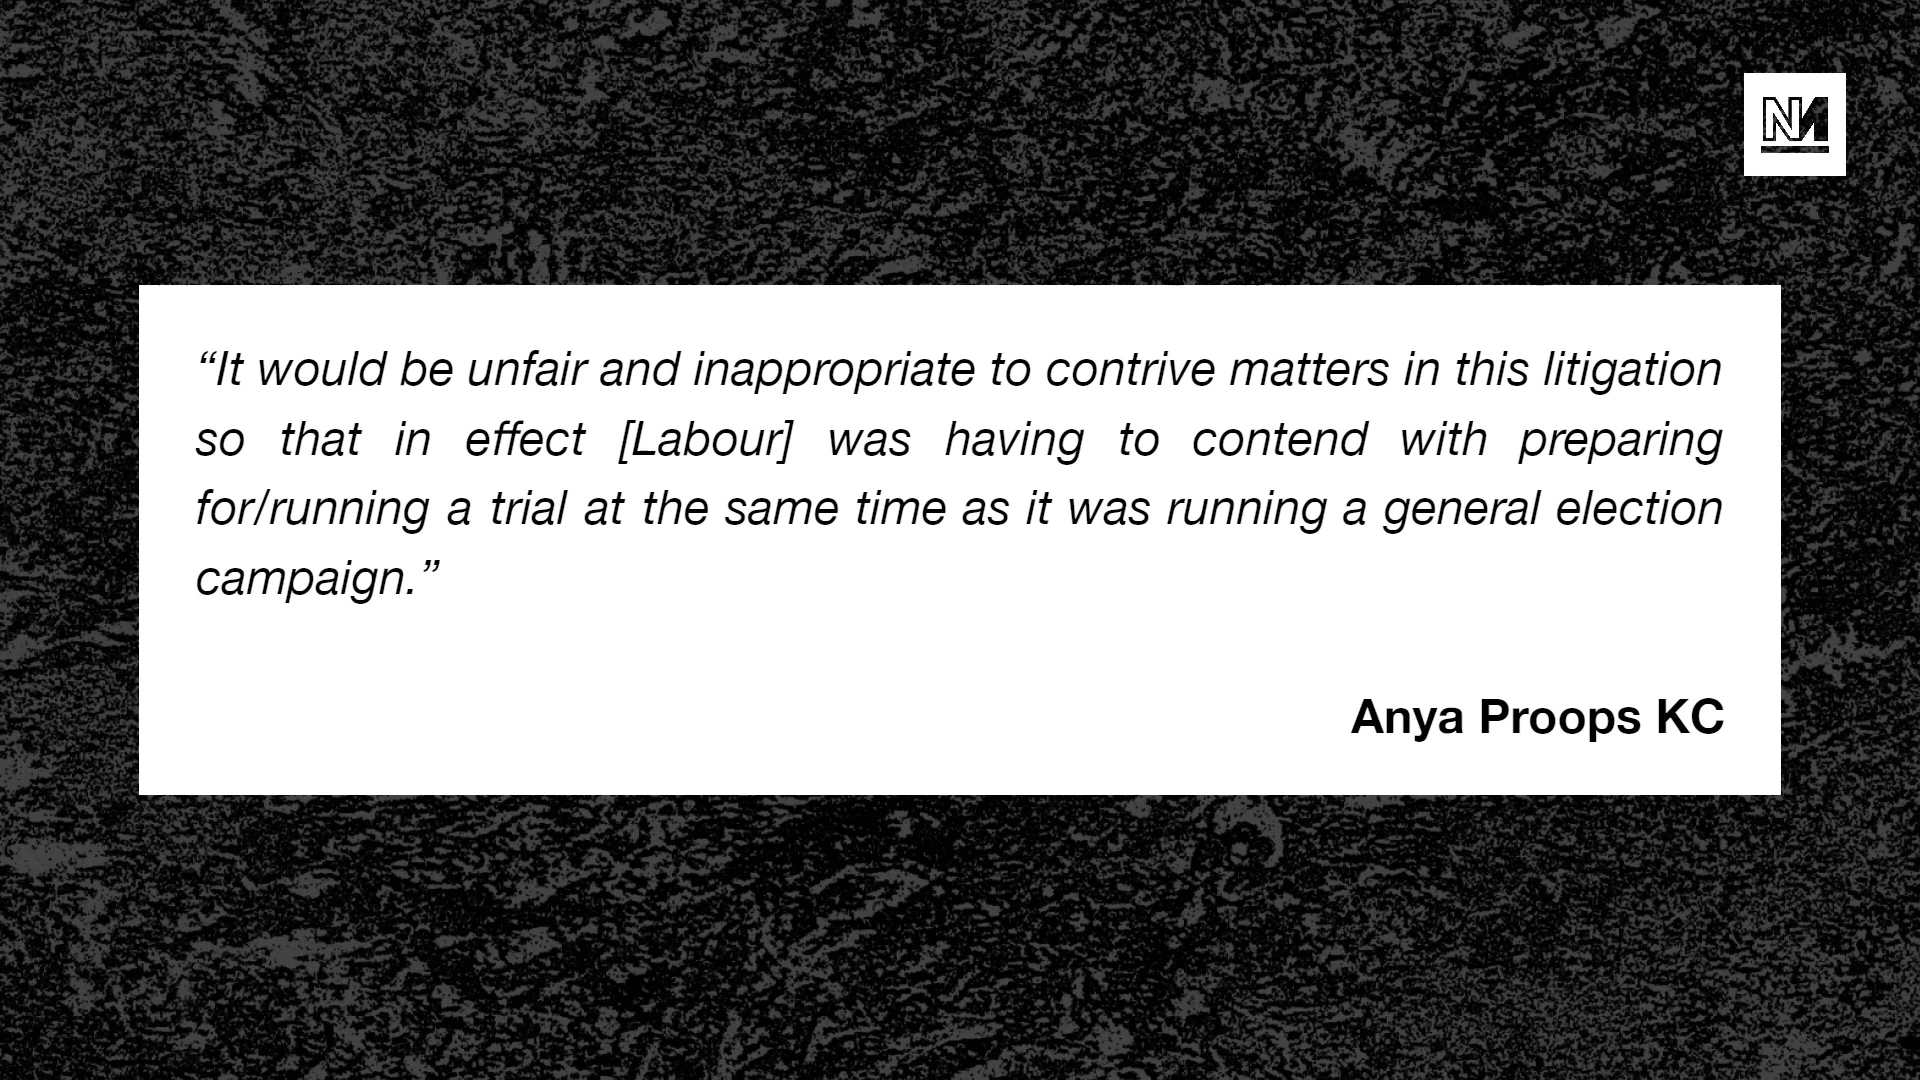 NM
“It would be unfair and inappropriate to contrive matters in this litigation
so that in effect [Labour] was having to contend with preparing
for/running a trial at the same time as it was running a general election
campaign.”
Anya Proops KC